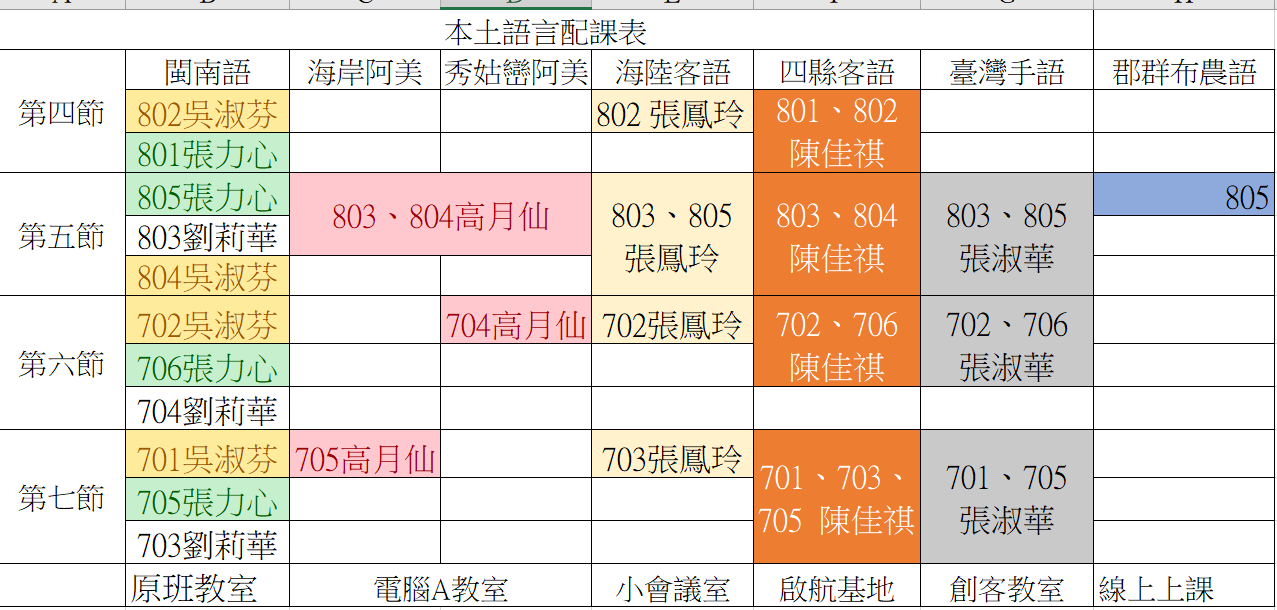 本土語言配課表
閩南語 海岸阿美 秀姑巒阿美 海陸客語 四縣客語 臺灣手語 郡群布農語
第四節
802吳淑芬
801張力心
802 張鳳玲
801、802
陳佳祺
第五節
805張力心
803劉莉華
804吳淑芬
803、804高月仙
803、805
張鳳玲
803、804
陳佳祺
803、805
張淑華
805
第六節
702吳淑芬
706張力心
704劉莉華
704高月仙
702張鳳玲
702、706
陳佳祺
702、706
張淑華
第七節
701吳淑芬
705張力心
703劉莉華
705高月仙
703張鳳玲
701、703、
705 陳佳祺
701、705
張淑華
原班教室 電腦A教室 小會議室 啟航基地 創客教室 線上上課